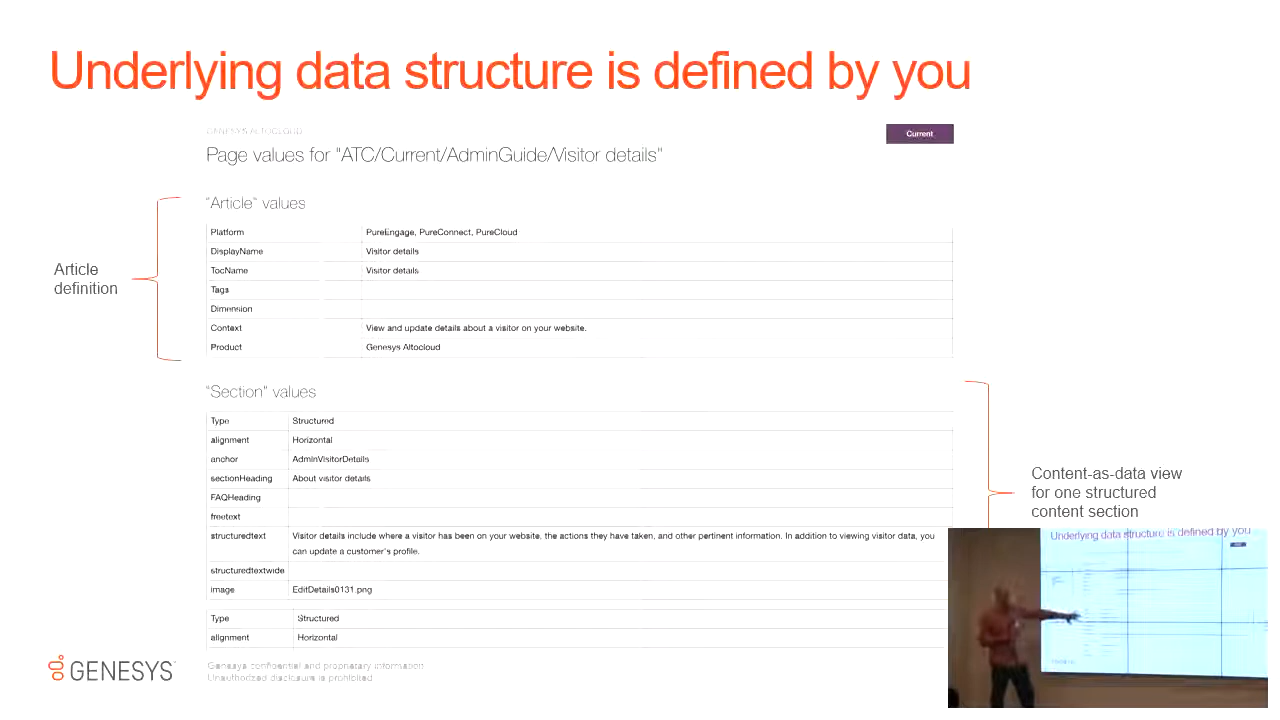 Underlying data structure is defined by you
GENESYS ALTOCLOUD
Current
Page values for "ATC/Current/AdminGuide/Visitor details"
"Article" values
Platform PureEngage, PureConnect, PureCloud
DisplayName Visitor details
TocName Visitor details
Tags
Dimension
Context View and update details about a visitor on your website.
Product Genesys Altocloud
Article
definition
"Section" values
Type Structured
alignment Horizontal
anchor AdminVisitorDetails
sectionHeading About visitor details
FAQHeading
freetext
structuredtext Visitor details include where a visitor has been on your website, the actions they have taken, and other pertinent information. In addition to viewing visitor data, you
can update a customer's profile.
structuredtextwide
Image EditDetails0131.png
Type Structured
alignment Horizontal
Content-as-data view
for one structured
content section
GENESYS
Genesys confidential and proprietary information
Unauthorized disclosure is prohibited
Underlying data structure is defined by you